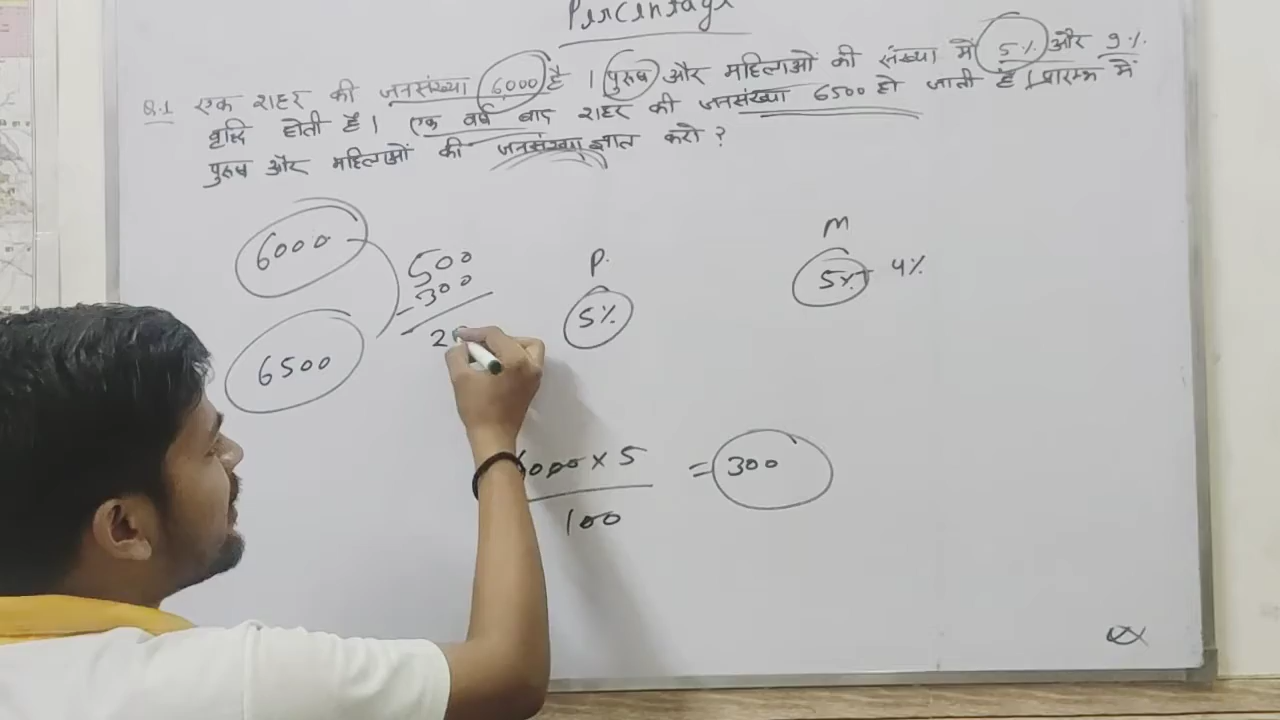 Percentage
Q.1 एक शहर की जनसंख्या 6000 है । पुरुष और महिलाओं की संख्या में 5% और 9%
वृद्धि होती है। एक वर्ष बाद शहर की जनसंख्या 6500 हो जाती है । प्रारम्भ में
पुरुष और महिलाओं की जनसंख्या ज्ञात करो ?
6000
6500
500
- 300
2
P.
5%
M
5% + 4%
000 × 5
100
= 300